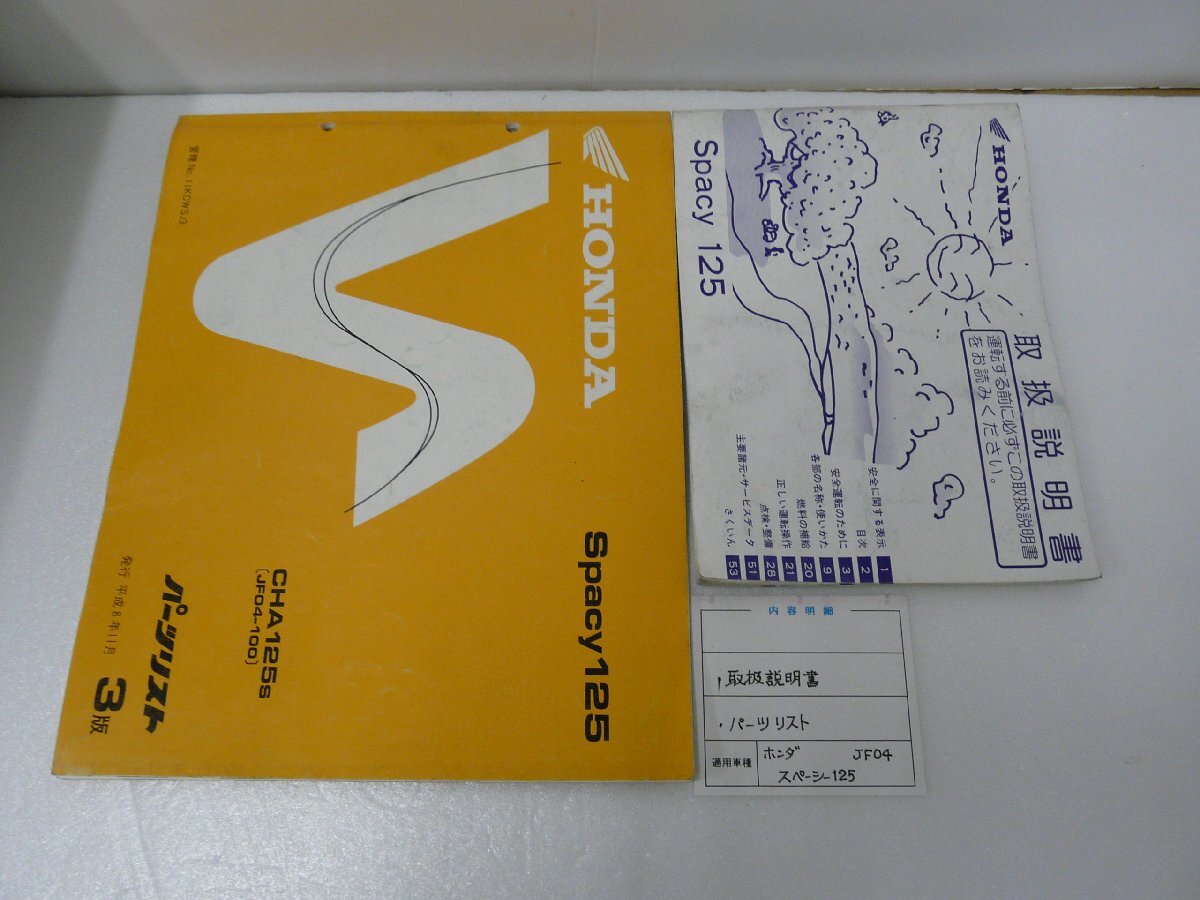 HONDA
Spacy125
CHA125s
(JF04-100)
パーツリスト
発行 平成 8 年 11 月
3版
HONDA
取扱説明書
運転する前に必ずこの取扱説明書
をお読みください。
Spacy 125
安全に関する表示 1
目次 2
安全運転のために 3
各部の名称・使いかた 9
燃料の補給 20
正しい運転操作 21
点検・整備 28
主要諸元・サービスデータ 51
さくいん 53
内容明細
・取扱説明書
・パーツリスト
適用車種
ホンダ JF04
スペーシー125